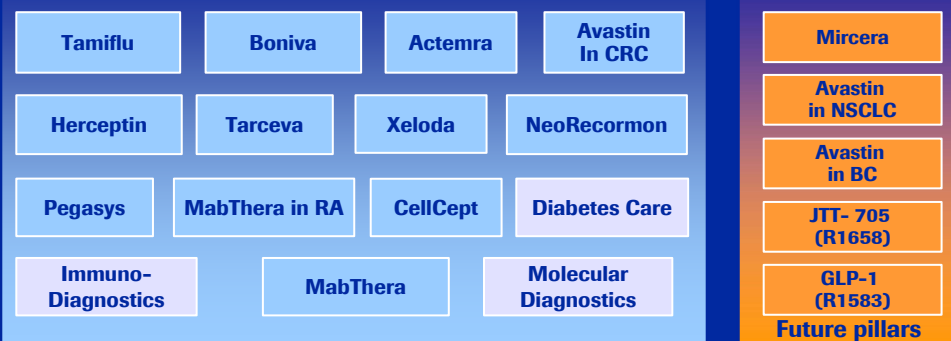 Tamiflu
Boniva
Actemra
Avastin
In CRC
Herceptin
Tarceva
Xeloda
NeoRecormon
Pegasys
MabThera in RA
CellCept
Diabetes Care
Immuno-
Diagnostics
MabThera
Molecular
Diagnostics
Mircera
Avastin
in NSCLC
Avastin
in BC
JTT- 705
(R1658)
GLP-1
(R1583)
Future pillars